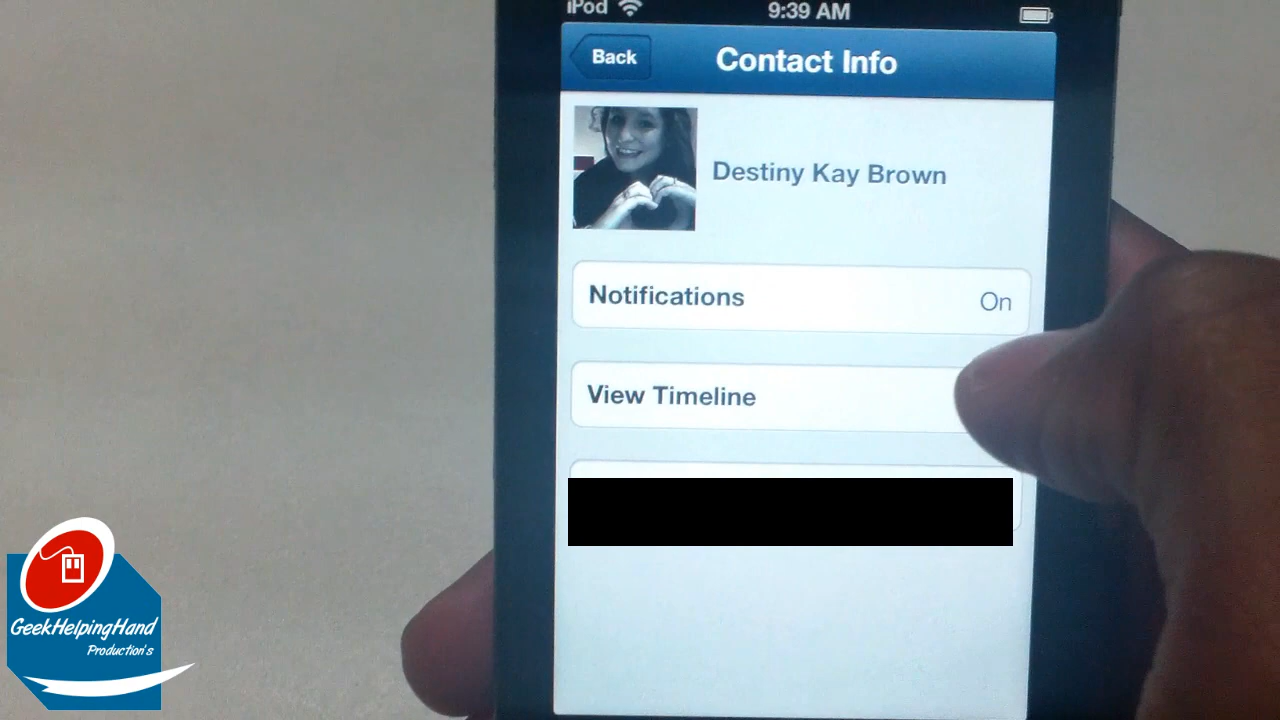 iPod 9:39 AM
Back Contact Info
Destiny Kay Brown
Notifications On
View Timeline
GeekHelpingHand
Production's